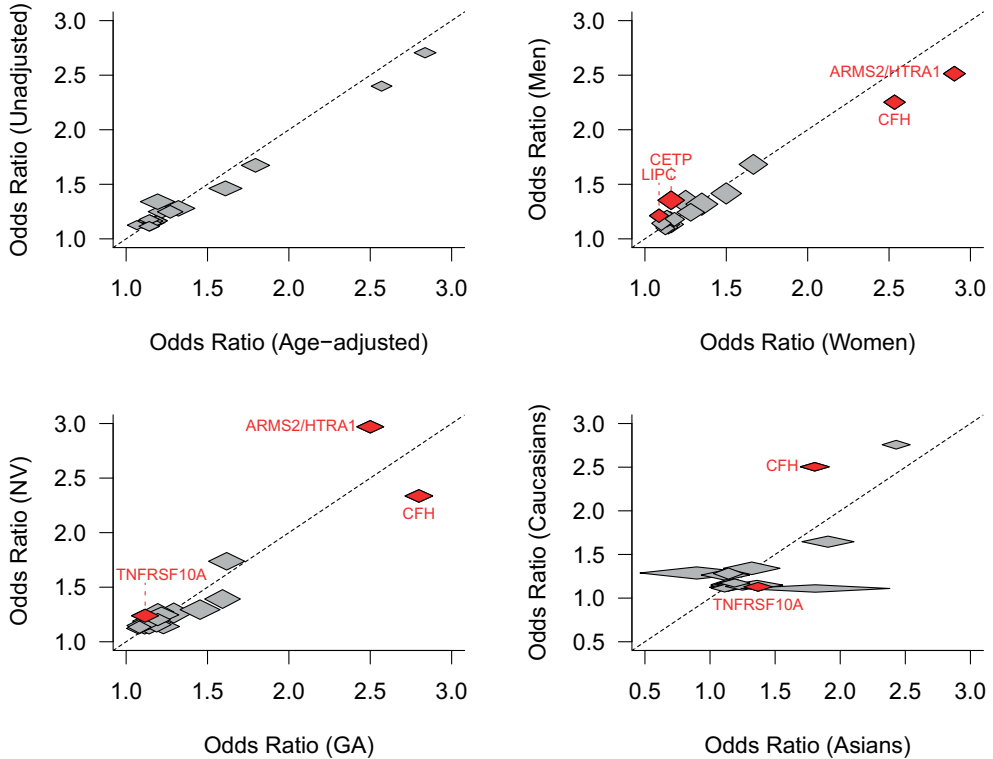 Odds Ratio (Unadjusted)
3.0
2.5
2.0
1.5
1.0
1.0 1.5 2.0 2.5 3.0
Odds Ratio (Age−adjusted)
Odds Ratio (Men)
3.0
2.5
2.0
1.5
1.0
ARMS2/HTRA1
CFH
CETP
LIPC
1.0 1.5 2.0 2.5 3.0
Odds Ratio (Women)
Odds Ratio (NV)
3.0
2.5
2.0
1.5
1.0
ARMS2/HTRA1
CFH
TNFRSF10A
1.0 1.5 2.0 2.5 3.0
Odds Ratio (GA)
Odds Ratio (Caucasians)
3.0
2.5
2.0
1.5
1.0
0.5
CFH
TNFRSF10A
0.5 1.0 1.5 2.0 2.5 3.0
Odds Ratio (Asians)